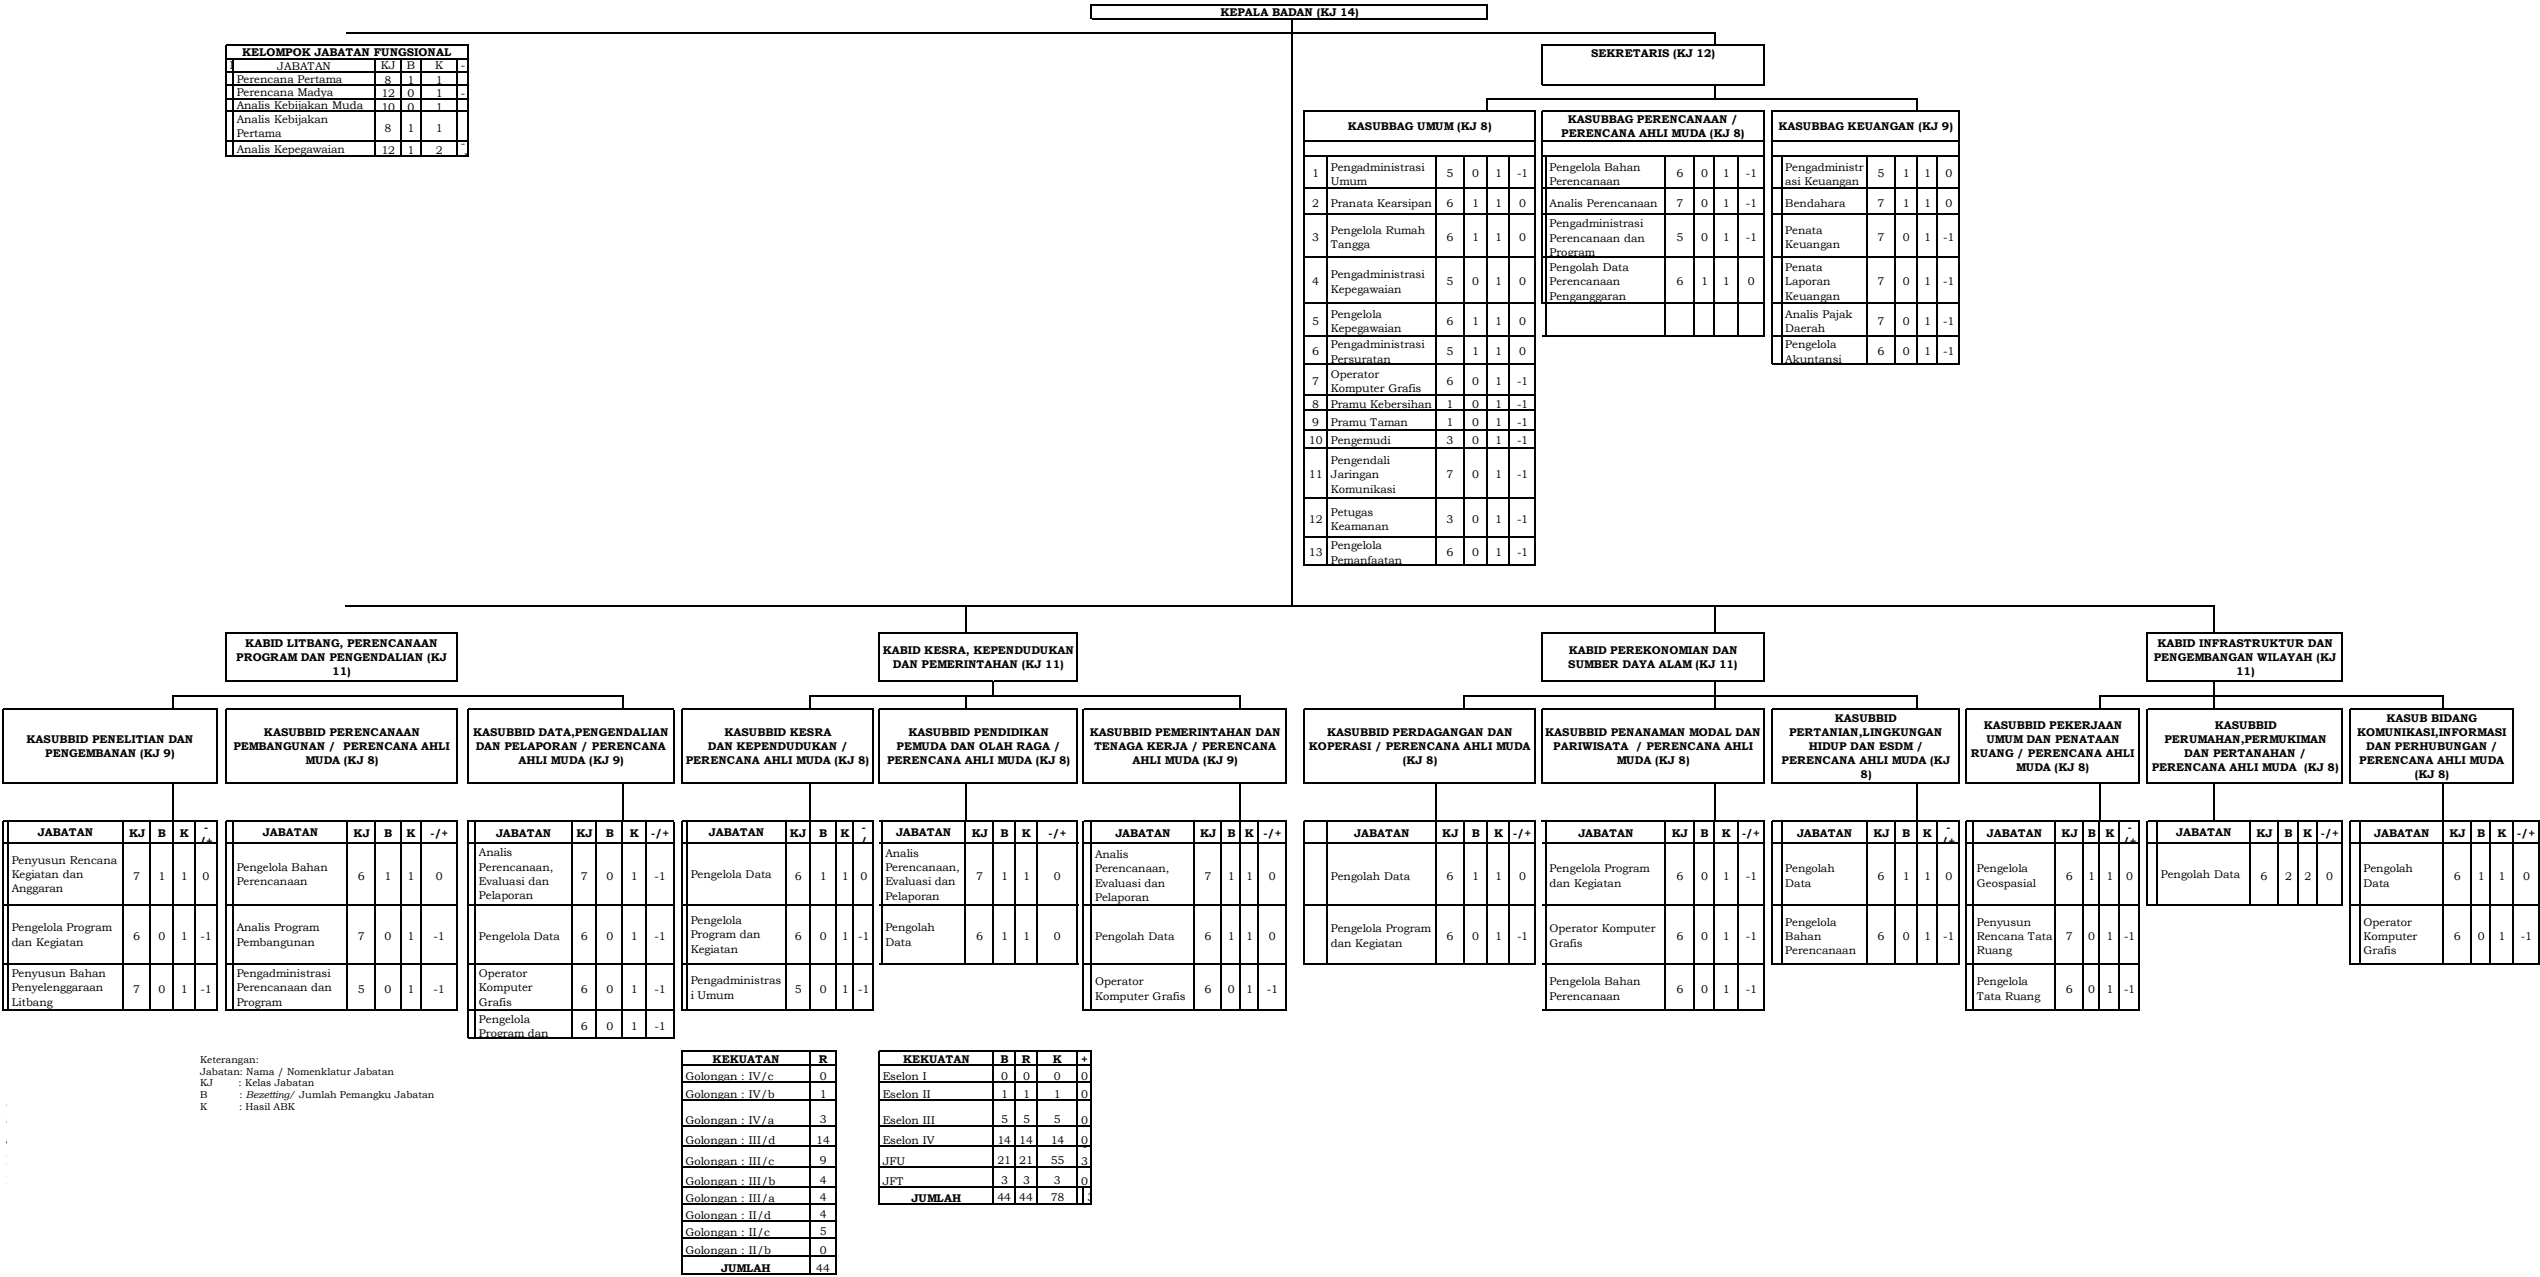 KEPALA BADAN (KJ 14)
KELOMPOK JABATAN FUNGSIONAL
JABATAN KJ B K -
Perencana Pertama 8 1 1
Perencana Madya 12 0 1 -
Analis Kebijakan Muda 10 0 1
Analis Kebijakan
Pertama 8 1 1
Analis Kepegawaian 12 1 2 -
SEKRETARIS (KJ 12)
KASUBBAG UMUM (KJ 8)
1 Pengadministrasi
Umum 5 0 1 -1
2 Pranata Kearsipan 6 1 1 0
3 Pengelola Rumah
Tangga 6 1 1 0
4 Pengadministrasi
Kepegawaian 5 0 1 0
5 Pengelola
Kepegawaian 6 1 1 0
6 Pengadministrasi
Persuratan 5 1 1 0
7 Operator
Komputer Grafis 6 0 1 -1
8 Pramu Kebersihan 1 0 1 -1
9 Pramu Taman 1 0 1 -1
10 Pengemudi 3 0 1 -1
11 Pengendali
Jaringan
Komunikasi 7 0 1 -1
12 Petugas
Keamanan 3 0 1 -1
13 Pengelola
Pemanfaatan 6 0 1 -1
KASUBBAG PERENCANAAN /
PERENCANA AHLI MUDA (KJ 8)
Pengelola Bahan
Perencanaan 6 0 1 -1
Analis Perencanaan 7 0 1 -1
Pengadministrasi
Perencanaan dan
Program 5 0 1 -1
Pengolah Data
Perencanaan
Penganggaran 6 1 1 0
KASUBBAG KEUANGAN (KJ 9)
Pengadministr
asi Keuangan 5 1 1 0
Bendahara 7 1 1 0
Penata
Keuangan 7 0 1 -1
Penata
Laporan
Keuangan 7 0 1 -1
Analis Pajak
Daerah 7 0 1 -1
Pengelola
Akuntansi 6 0 1 -1
KABID LITBANG, PERENCANAAN
PROGRAM DAN PENGENDALIAN (KJ
11)
KABID KESRA, KEPENDUDUKAN
DAN PEMERINTAHAN (KJ 11)
KABID PEREKONOMIAN DAN
SUMBER DAYA ALAM (KJ 11)
KABID INFRASTRUKTUR DAN
PENGEMBANGAN WILAYAH (KJ
11)
KASUBBID PENELITIAN DAN
PENGEMBANAN (KJ 9)
JABATAN KJ B K -
Penyusun Rencana
Kegiatan dan
Anggaran 7 1 1 0
Pengelola Program
dan Kegiatan 6 0 1 -1
Penyusun Bahan
Penyelenggaraan
Litbang 7 0 1 -1
KASUBBID PERENCANAAN
PEMBANGUNAN / PERENCANA AHLI
MUDA (KJ 8)
JABATAN KJ B K -/+
Pengelola Bahan
Perencanaan 6 1 1 0
Analis Program
Pembangunan 7 0 1 -1
Pengadministrasi
Perencanaan dan
Program 5 0 1 -1
KASUBBID DATA,PENGENDALIAN
DAN PELAPORAN / PERENCANA
AHLI MUDA (KJ 9)
JABATAN KJ B K -/+
Analis
Perencanaan,
Evaluasi dan
Pelaporan 7 0 1 -1
Pengelola Data 6 0 1 -1
Operator
Komputer
Grafis 6 0 1 -1
Pengelola
Program dan 6 0 1 -1
KASUBBID KESRA
DAN KEPENDUDUKAN /
PERENCANA AHLI MUDA (KJ 8)
JABATAN KJ B K -/
Pengelola Data 6 1 1 0
Pengelola
Program dan
Kegiatan 6 0 1 -1
Pengadministras
i Umum 5 0 1 -1
KASUBBID PENDIDIKAN
PEMUDA DAN OLAH RAGA /
PERENCANA AHLI MUDA (KJ 8)
JABATAN KJ B K -/+
Analis
Perencanaan,
Evaluasi dan
Pelaporan 7 1 1 0
Pengolah
Data 6 1 1 0
KASUBBID PEMERINTAHAN DAN
TENAGA KERJA / PERENCANA
AHLI MUDA (KJ 9)
JABATAN KJ B K -/+
Analis
Perencanaan,
Evaluasi dan
Pelaporan 7 1 1 0
Pengolah Data 6 1 1 0
Operator
Komputer Grafis 6 0 1 -1
KASUBBID PERDAGANGAN DAN
KOPERASI / PERENCANA AHLI MUDA
(KJ 8)
JABATAN KJ B K -/+
Pengolah Data 6 1 1 0
Pengelola Program
dan Kegiatan 6 0 1 -1
KASUBBID PENANAMAN MODAL DAN
PARIWISATA / PERENCANA AHLI
MUDA (KJ 8)
JABATAN KJ B K -/+
Pengelola Program
dan Kegiatan 6 0 1 -1
Operator Komputer
Grafis 6 0 1 -1
Pengelola Bahan
Perencanaan 6 0 1 -1
KASUBBID
PERTANIAN,LINGKUNGAN
HIDUP DAN ESDM /
PERENCANA AHLI MUDA (KJ
8)
JABATAN KJ B K -/+
Pengolah
Data 6 1 1 0
Pengelola
Bahan
Perencanaan 6 0 1 -1
KASUBBID PEKERJAAN
UMUM DAN PENATAAN
RUANG / PERENCANA AHLI
MUDA (KJ 8)
JABATAN KJ B K -/+
Pengelola
Geospasial 6 1 1 0
Penyusun
Rencana Tata
Ruang 7 0 1 -1
Pengelola
Tata Ruang 6 0 1 -1
KASUBBID
PERUMAHAN,PERMUKIMAN
DAN PERTANAHAN /
PERENCANA AHLI MUDA (KJ 8)
JABATAN KJ B K -/+
Pengolah Data 6 2 2 0
KASUB BIDANG
KOMUNIKASI,INFORMASI
DAN PERHUBUNGAN /
PERENCANA AHLI MUDA
(KJ 8)
JABATAN KJ B K -/+
Pengolah
Data 6 1 1 0
Operator
Komputer
Grafis 6 0 1 -1
Keterangan:
Jabatan: Nama / Nomenklatur Jabatan
KJ : Kelas Jabatan
B : Bezetting/ Jumlah Pemangku Jabatan
K : Hasil ABK
KEKUATAN R
Golongan : IV/c 0
Golongan : IV/b 1
Golongan : IV/a 3
Golongan : III/d 14
Golongan : III/c 9
Golongan : III/b 4
Golongan : III/a 4
Golongan : II/d 4
Golongan : II/c 5
Golongan : II/b 0
JUMLAH 44
KEKUATAN B R K +
Eselon I 0 0 0 0
Eselon II 1 1 1 0
Eselon III 5 5 5 0
Eselon IV 14 14 14 0
JFU 21 21 55 3
JFT 3 3 3 0
JUMLAH 44 44 78